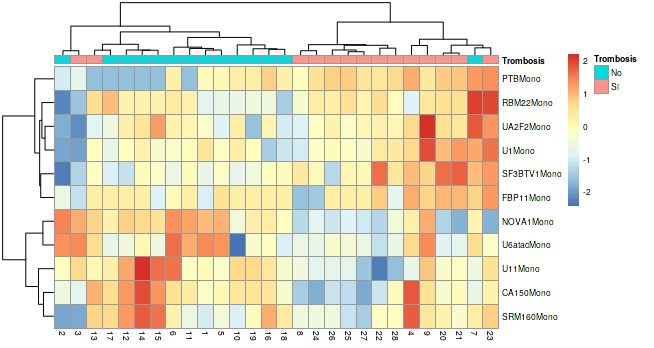 Trombosis
PTBMono
RBM22Mono
UA2F2Mono
U1Mono
SF3BTV1Mono
FBP11Mono
NOVA1Mono
U6atacMono
U11Mono
CA150Mono
SRM160Mono
2 3 13 17 12 14 15 6 11 1 5 10 19 16 18 8 24 26 25 27 22 28 4 9 20 21 7 23
2
1
0
-1
-2
Trombosis
No
SI